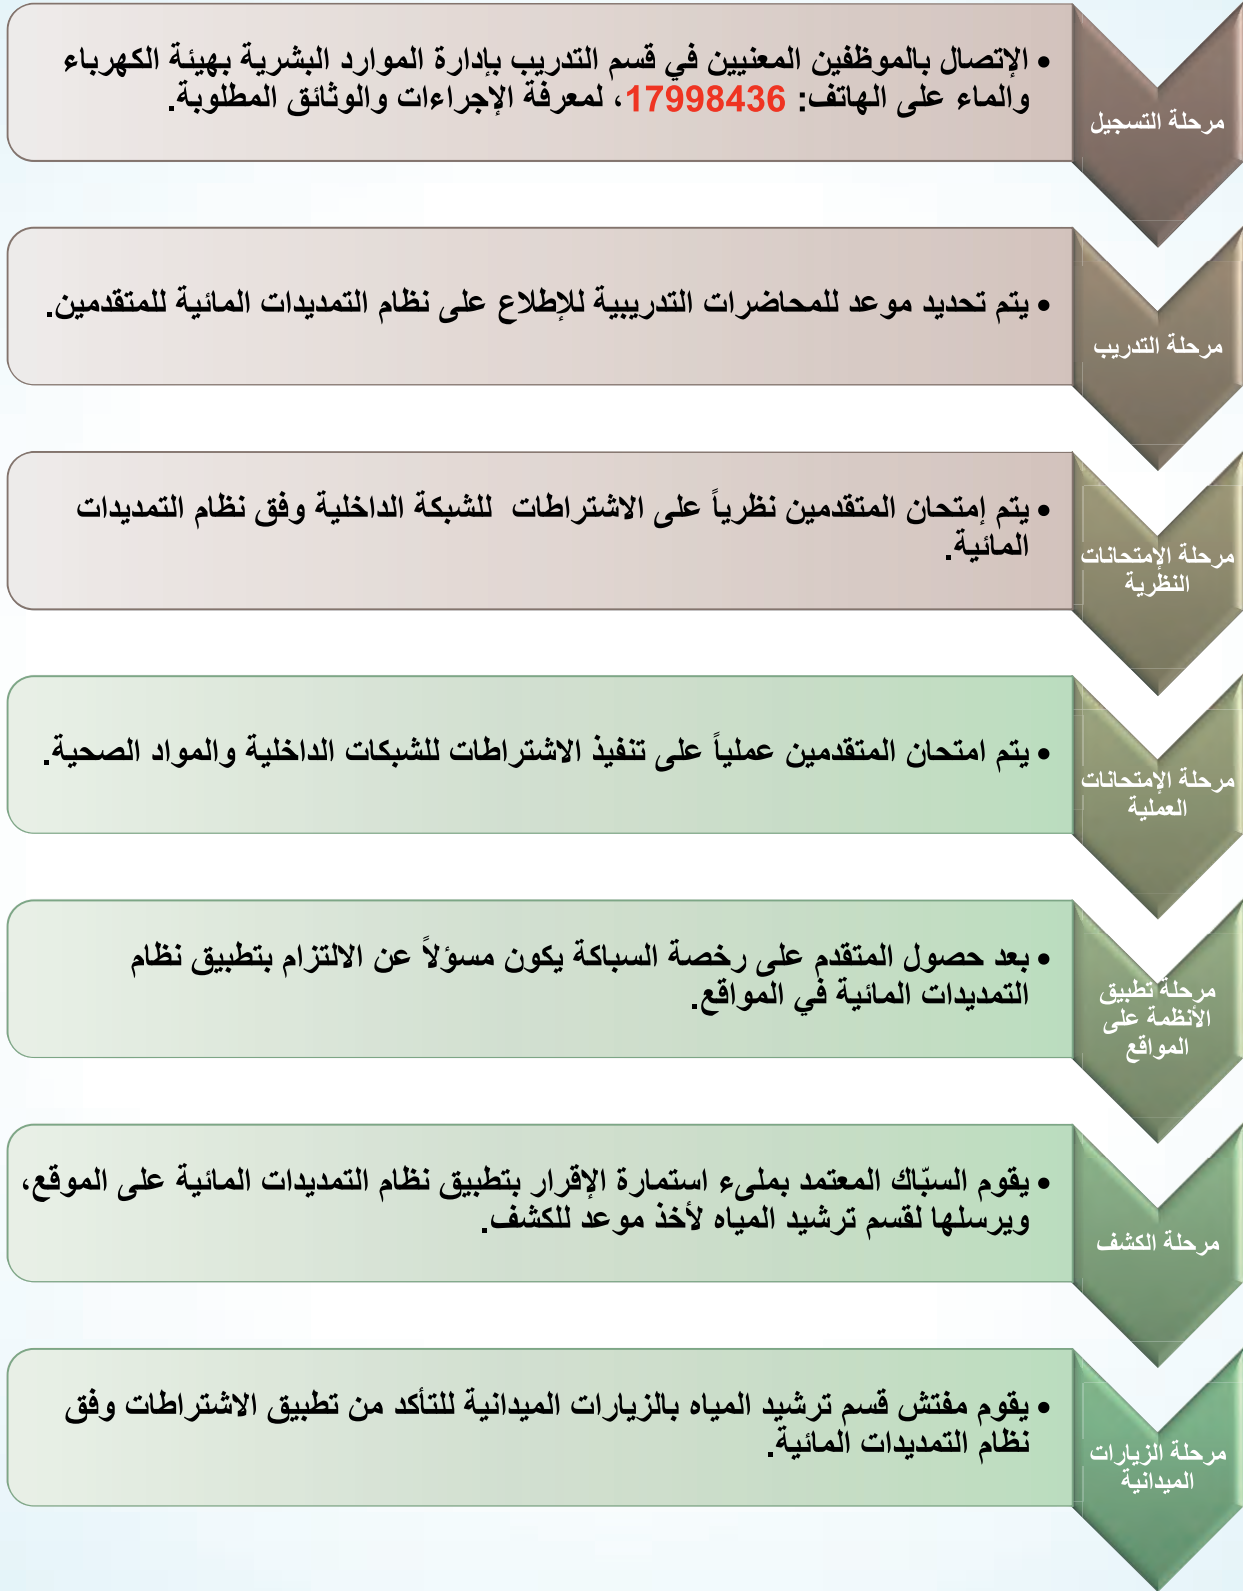 مرحلة التسجيل
• الإتصال بالموظفين المعنيين في قسم التدريب بإدارة الموارد البشرية بهيئة الكهرباء
والماء على الهاتف: 17998436، لمعرفة الإجراءات والوثائق المطلوبة.
مرحلة التدريب
• يتم تحديد موعد للمحاضرات التدريبية للإطلاع على نظام التمديدات المائية للمتقدمين.
مرحلة الإمتحانات
النظرية
• يتم إمتحان المتقدمين نظرياً على الاشتراطات للشبكة الداخلية وفق نظام التمديدات
المائية.
مرحلة الإمتحانات
العملية
• يتم امتحان المتقدمين عملياً على تنفيذ الاشتراطات للشبكات الداخلية والمواد الصحية.
مرحلة تطبيق
الأنظمة على
المواقع
• بعد حصول المتقدم على رخصة السباكة يكون مسؤلاً عن الالتزام بتطبيق نظام
التمديدات المائية في المواقع.
مرحلة الكشف
• يقوم السبّاك المعتمد بملىء استمارة الإقرار بتطبيق نظام التمديدات المائية على الموقع،
ويرسلها لقسم ترشيد المياه لأخذ موعد للكشف.
مرحلة الزيارات
الميدانية
• يقوم مفتش قسم ترشيد المياه بالزيارات الميدانية للتأكد من تطبيق الاشتراطات وفق
نظام التمديدات المائية.